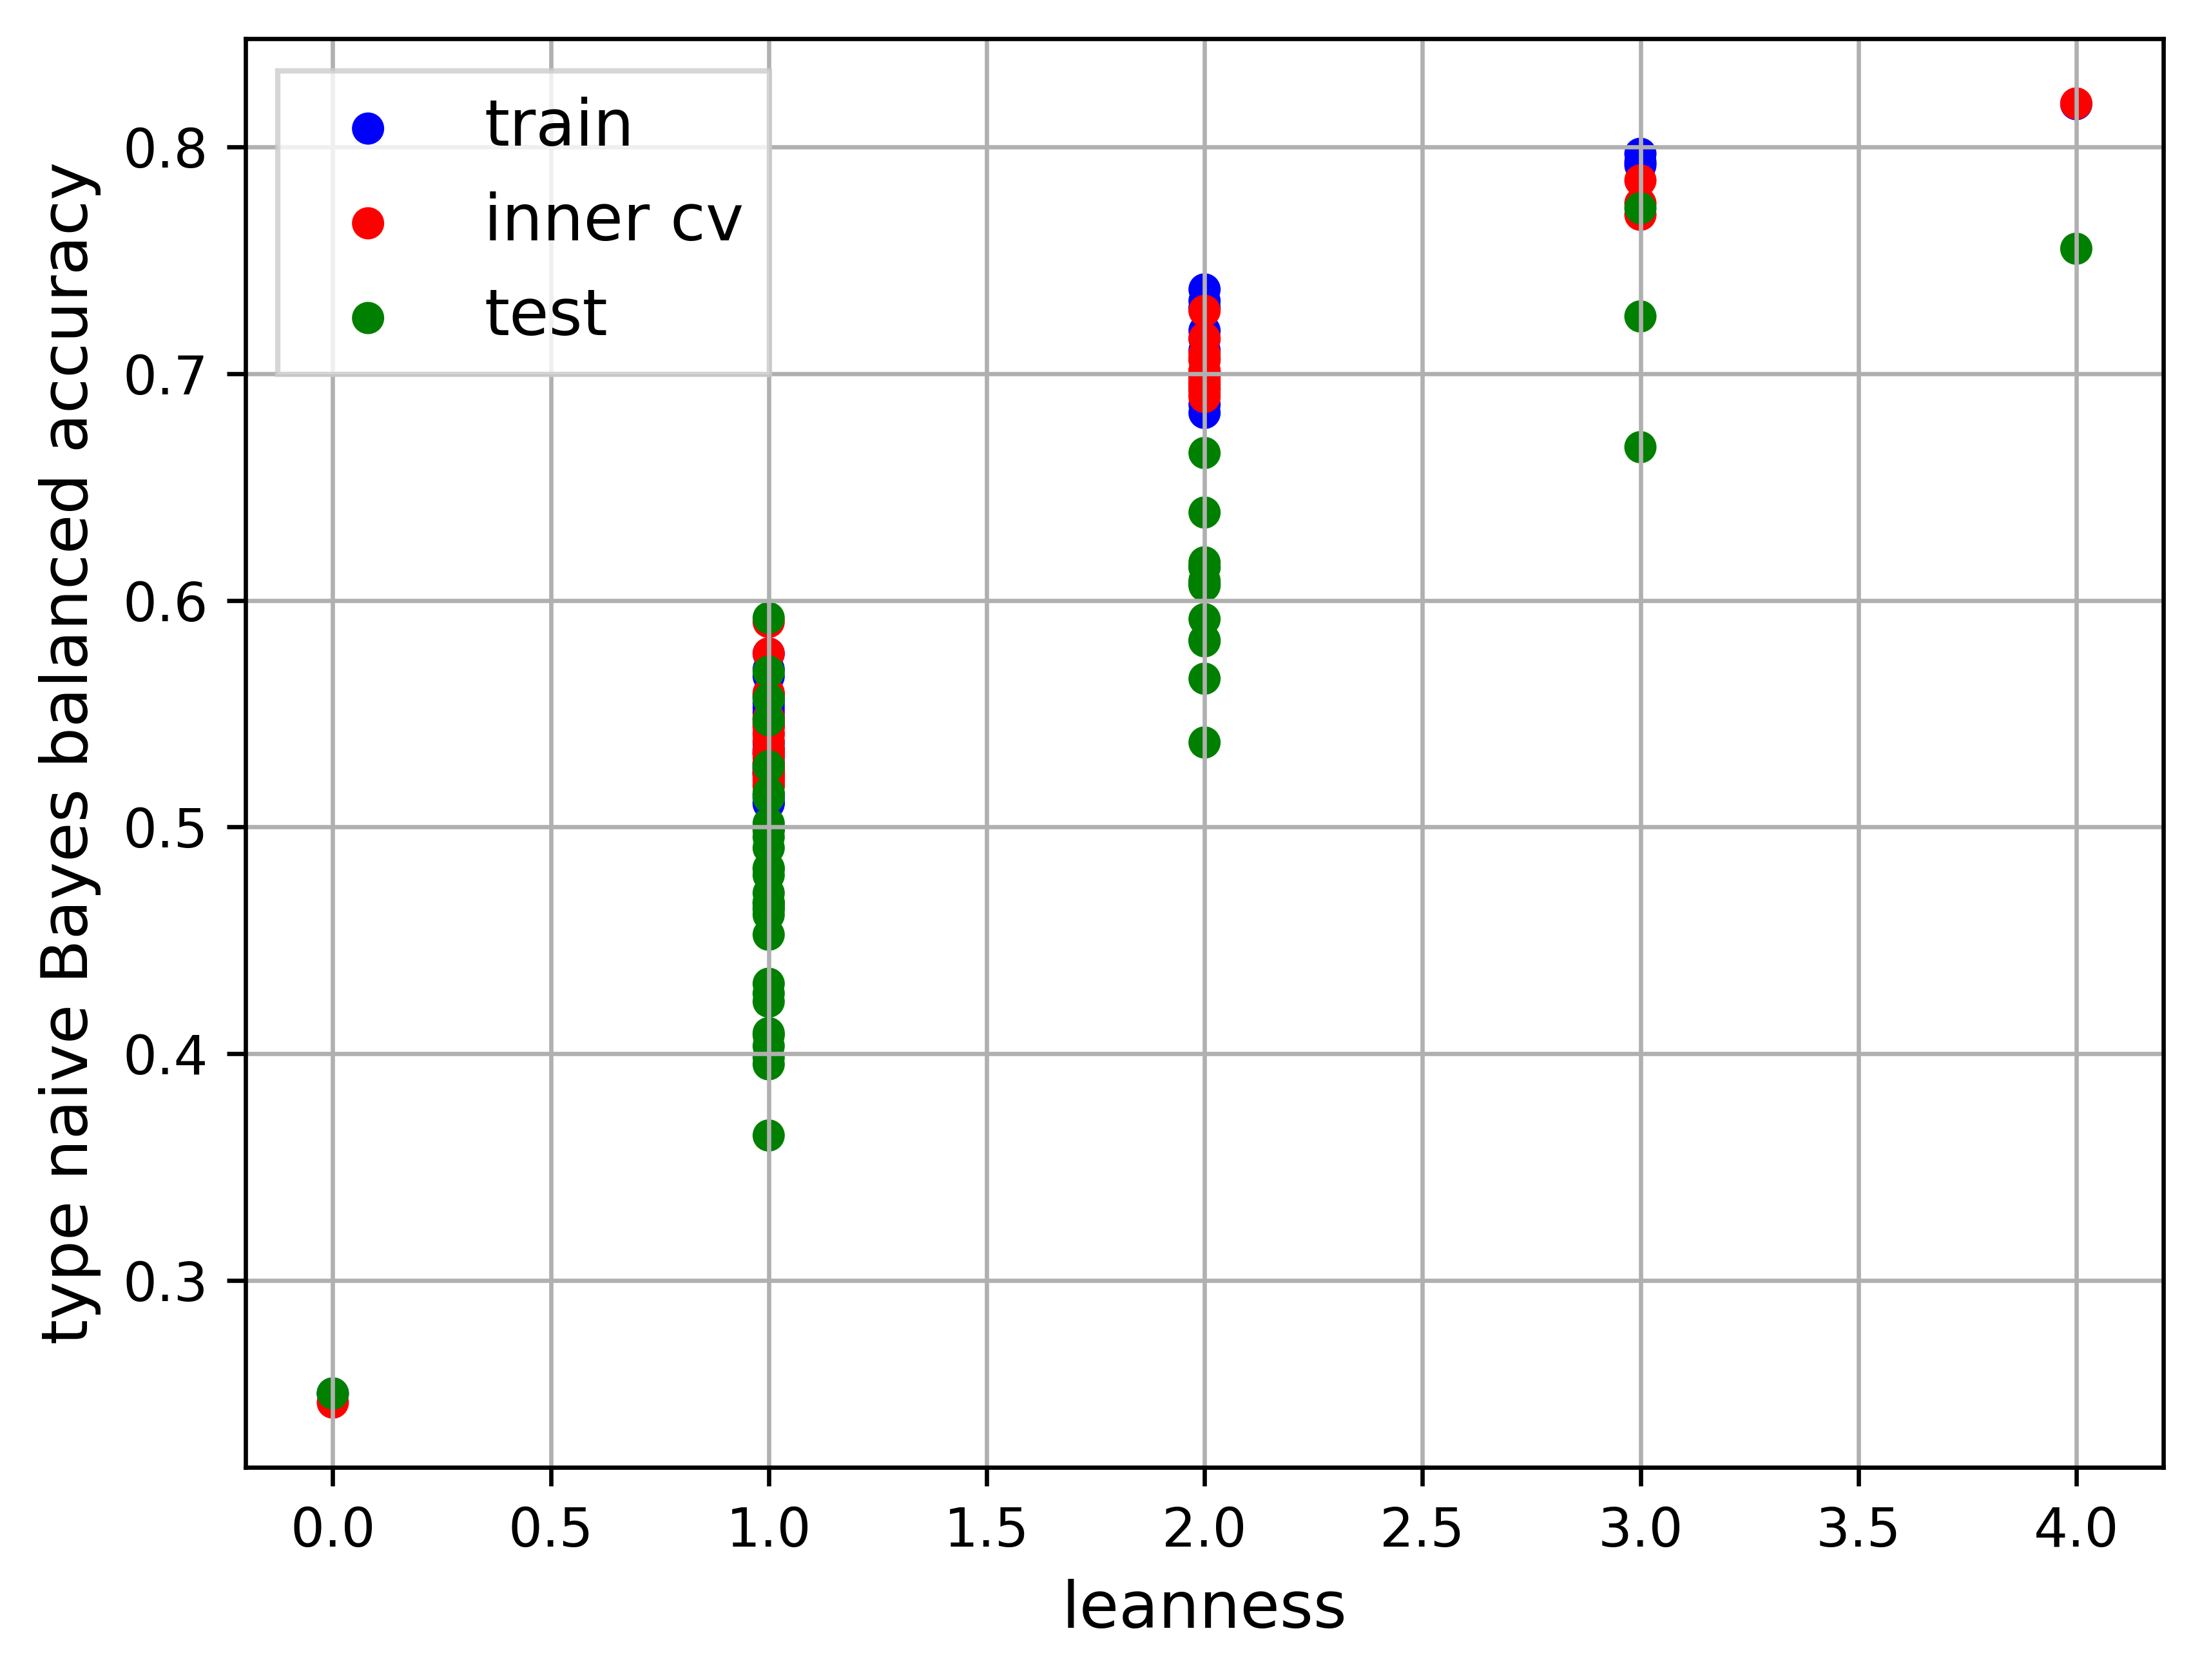 train
inner cv
test
type naive Bayes balanced accuracy
0.8
0.7
0.6
0.5
0.4
0.3
0.0 0.5 1.0 1.5 2.0 2.5 3.0 3.5 4.0
leanness